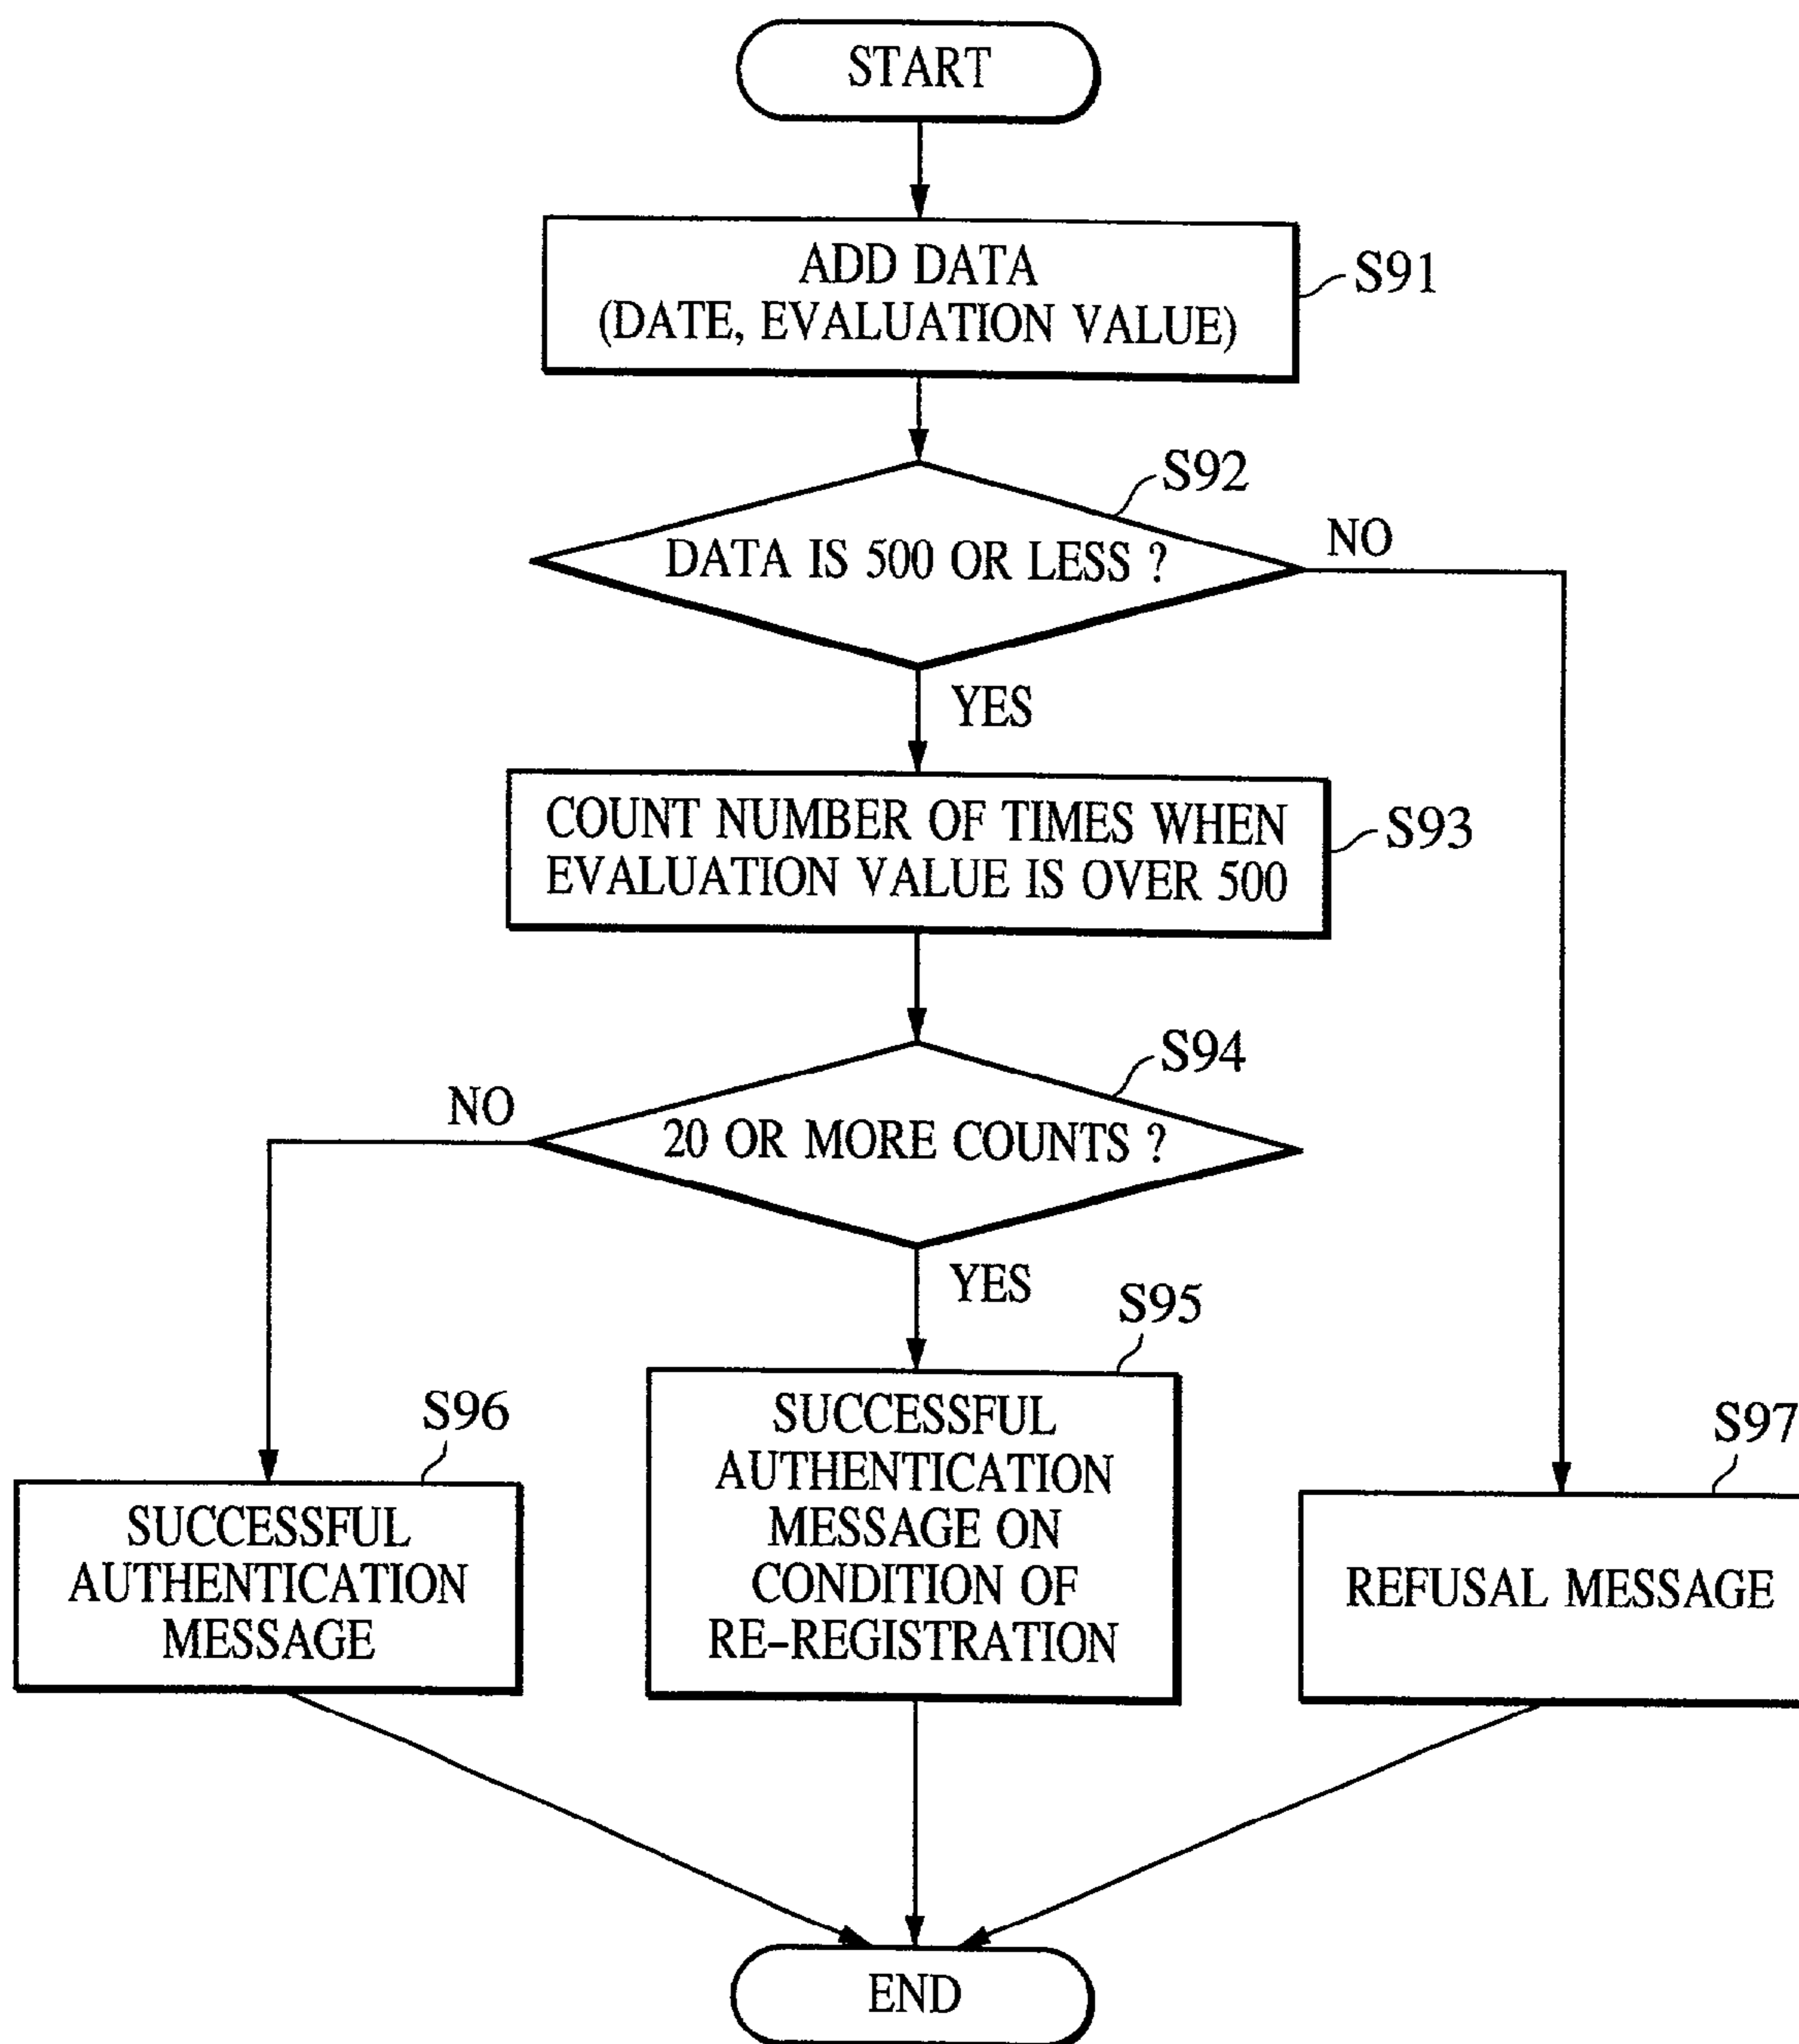 START
ADD DATA
(DATE, EVALUATION VALUE)
S91
S92
DATA IS 500 OR LESS ?
NO
YES
COUNT NUMBER OF TIMES WHEN
EVALUATION VALUE IS OVER 500
S93
S94
NO
20 OR MORE COUNTS ?
YES
S95
S96
S97
SUCCESSFUL
AUTHENTICATION
MESSAGE
SUCCESSFUL
AUTHENTICATION
MESSAGE ON
CONDITION OF
RE-REGISTRATION
REFUSAL MESSAGE
END